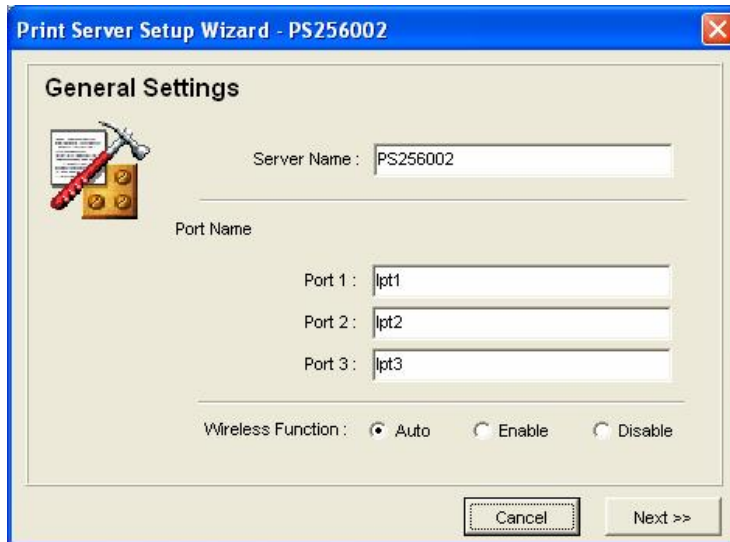 Print Server Setup Wizard - PS256002
General Settings
Server Name : PS256002
Port Name
Port 1 : lpt1
Port 2 : lpt2
Port 3 : lpt3
Wireless Function : Auto Enable Disable
Cancel Next >>